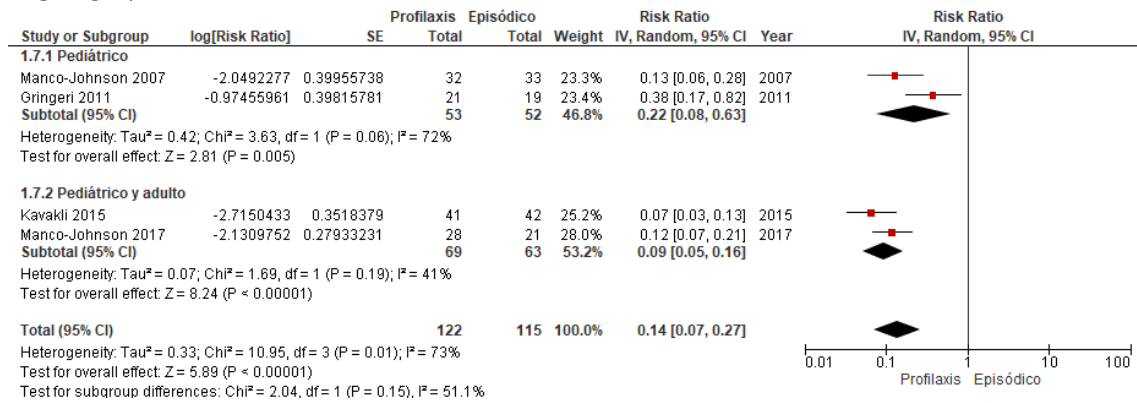 Profilaxis Episódico Risk Ratio Risk Ratio
Study or Subgroup log[Risk Ratio] SE Total Total Weight IV, Random, 95% CI Year IV, Random, 95% CI
1.7.1 Pediátrico
Manco-Johnson 2007 -2.0492277 0.39955738 32 33 23.3% 0.13 [0.06, 0.28] 2007
Gringeri 2011 -0.97455961 0.39815781 21 19 23.4% 0.38 [0.17, 0.82] 2011
Subtotal (95% CI) 53 52 46.8% 0.22 [0.08, 0.63]
Heterogeneity: Tau² = 0.42; Chi² = 3.63, df = 1 (P = 0.06); I² = 72%
Test for overall effect: Z = 2.81 (P = 0.005)
1.7.2 Pediátrico y adulto
Kavakli 2015 -2.7150433 0.3518379 41 42 25.2% 0.07 [0.03, 0.13] 2015
Manco-Johnson 2017 -2.1309752 0.27933231 28 21 28.0% 0.12 [0.07, 0.21] 2017
Subtotal (95% CI) 69 63 53.2% 0.09 [0.05, 0.16]
Heterogeneity: Tau² = 0.07; Chi² = 1.69, df = 1 (P = 0.19); I² = 41%
Test for overall effect: Z = 8.24 (P < 0.00001)
Total (95% CI) 122 115 100.0% 0.14 [0.07, 0.27]
Heterogeneity: Tau² = 0.33; Chi² = 10.95, df = 3 (P = 0.01); I² = 73%
Test for overall effect: Z = 5.89 (P < 0.00001)
Test for subgroup differences: Chi² = 2.04, df = 1 (P = 0.15), I² = 51.1%
0.01 0.1 1 10 100
Profilaxis Episódico